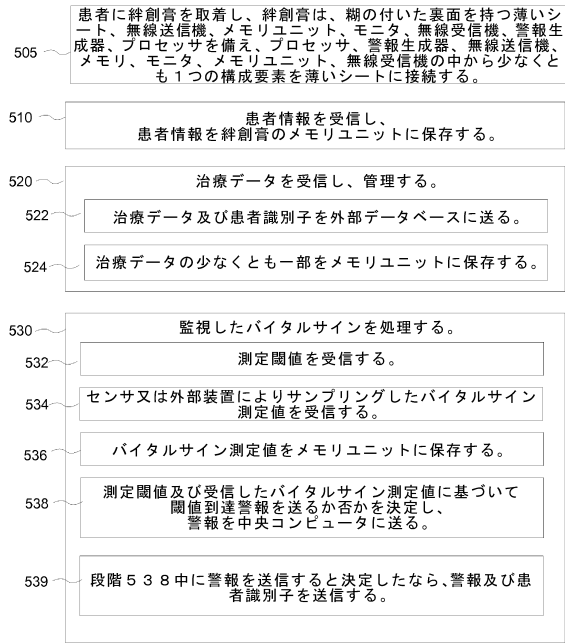 患者に絆創膏を取着し、絆創膏は、糊の付いた裏面を持つ薄いシ
ート、無線送信機、メモリユニット、モニタ、無線受信機、警報生
成器、プロセッサを備え、プロセッサ、警報生成器、無線送信機、
メモリ、モニタ、メモリユニット、無線受信機の中から少なくと
も１つの構成要素を薄いシートに接続する。
505
510
患者情報を受信し、
患者情報を絆創膏のメモリユニットに保存する。
520
治療データを受信し、管理する。
522
治療データ及び患者識別子を外部データベースに送る。
524
治療データの少なくとも一部をメモリユニットに保存する。
530
監視したバイタルサインを処理する。
532
測定閾値を受信する。
534
センサ又は外部装置によりサンプリングしたバイタルサイン
測定値を受信する。
536
バイタルサイン測定値をメモリユニットに保存する。
538
測定閾値及び受信したバイタルサイン測定値に基づいて
閾値到達警報を送るか否かを決定し、
警報を中央コンピュータに送る。
539
段階５３８中に警報を送信すると決定したなら、警報及び患
者識別子を送信する。